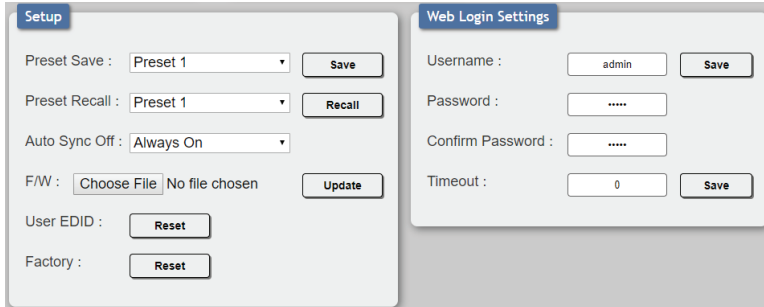 Setup
Preset Save : Preset 1 Save
Preset Recall : Preset 1 Recall
Auto Sync Off : Always On
F/W : Choose File No file chosen Update
User EDID : Reset
Factory : Reset
Web Login Settings
Username : admin Save
Password : •••••
Confirm Password : •••••
Timeout : 0 Save